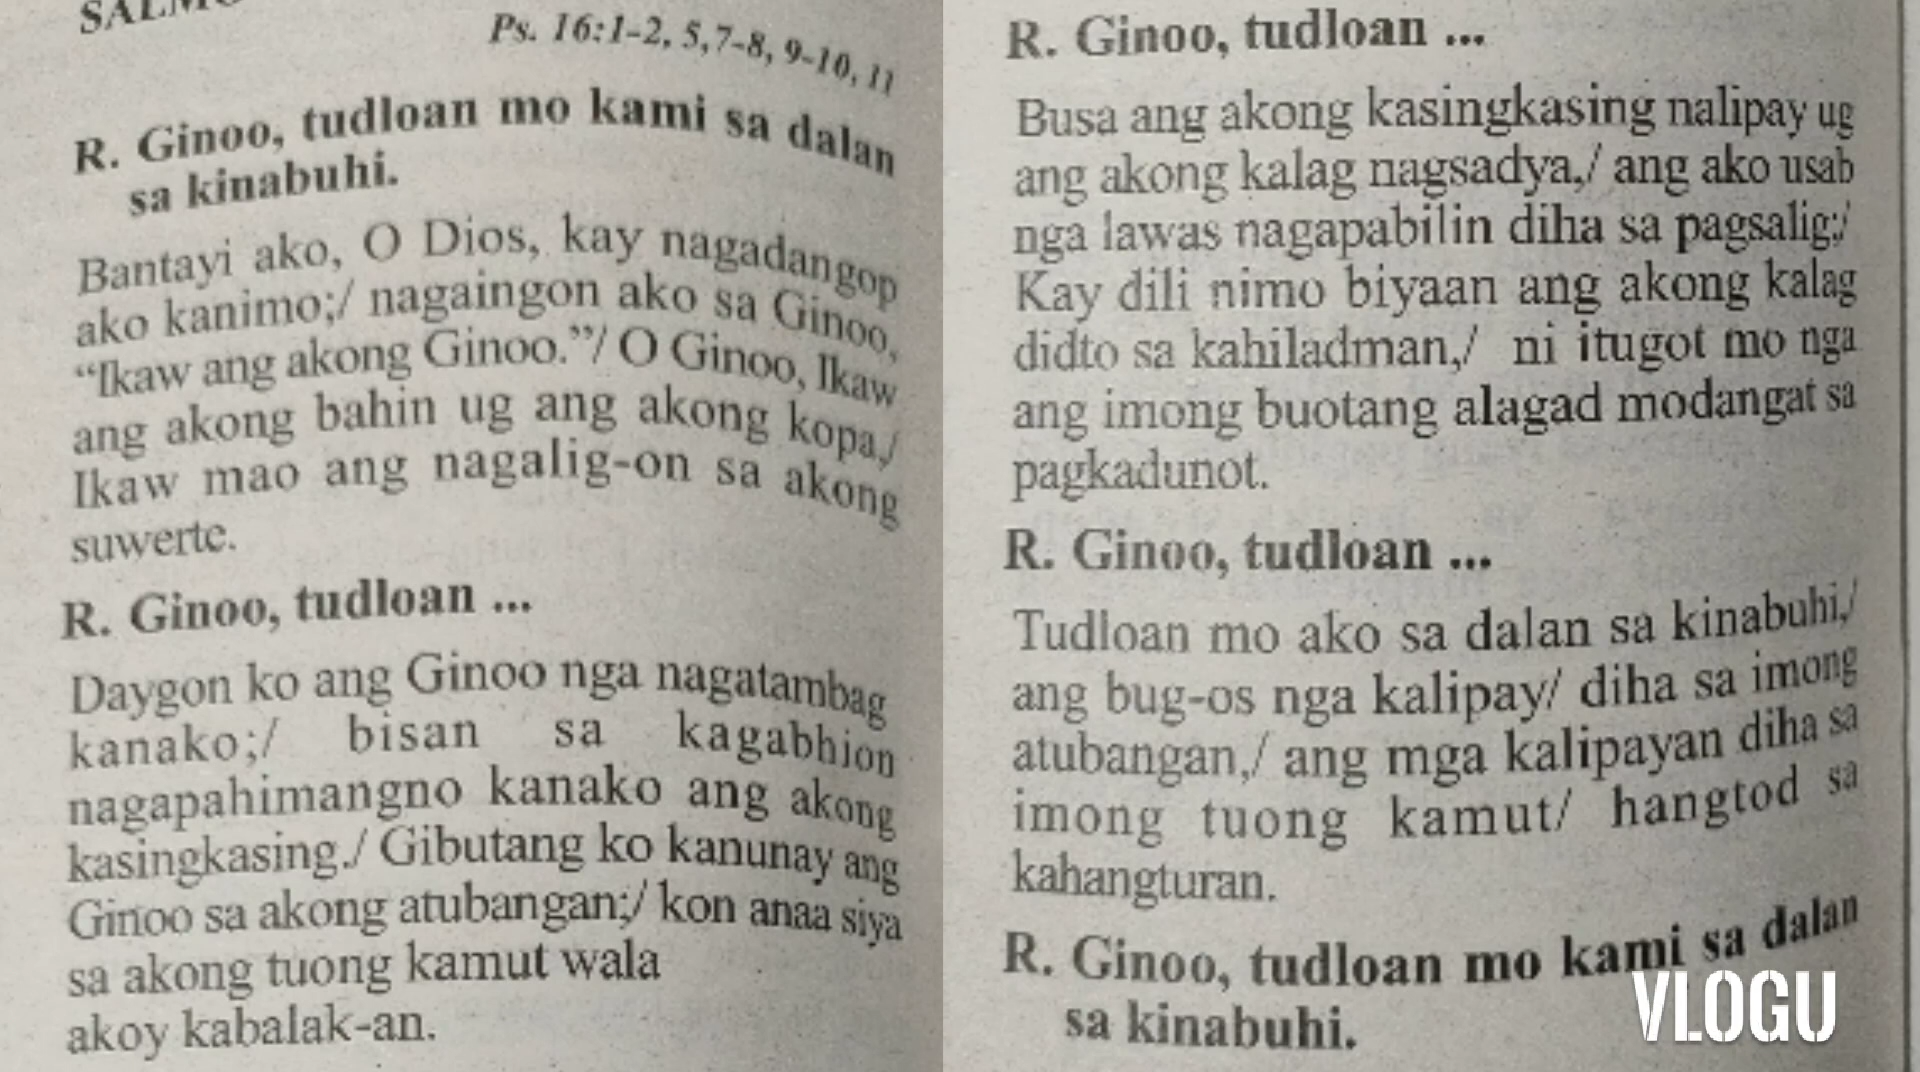 Ps. 16:1-2, 5,7-8, 9-10, 11
R. Ginoo, tudloan mo kami sa dalan
sa kinabuhi.
Bantayi ako, O Dios, kay nagadangop
ako kanimo;/ nagaingon ako sa Ginoo,
“Ikaw ang akong Ginoo.”/ O Ginoo, Ikaw
ang akong bahin ug ang akong kopa,/
Ikaw mao ang nagalig-on sa akong
suwerte.
R. Ginoo, tudloan ...
Daygon ko ang Ginoo nga nagatambag
kanako;/ bisan sa kagabhion
nagapahimangno kanako ang akong
kasingkasing./ Gibutang ko kanunay ang
Ginoo sa akong atubangan;/ kon anaa siya
sa akong tuong kamut wala
akoy kabalak-an.
R. Ginoo, tudloan ...
Busa ang akong kasingkasing nalipay ug
ang akong kalag nagsadya,/ ang ako usab
nga lawas nagapabilin diha sa pagsalig;/
Kay dili nimo biyaan ang akong kalag
didto sa kahiladman,/ ni itugot mo nga
ang imong buotang alagad modangat sa
pagkadunot.
R. Ginoo, tudloan ...
Tudloan mo ako sa dalan sa kinabuhi,/
ang bug-os nga kalipay/ diha sa imong
atubangan,/ ang mga kalipayan diha sa
imong tuong kamut/ hangtod sa
kahangturan.
R. Ginoo, tudloan mo kami sa dalan
sa kinabuhi.
VLOGU